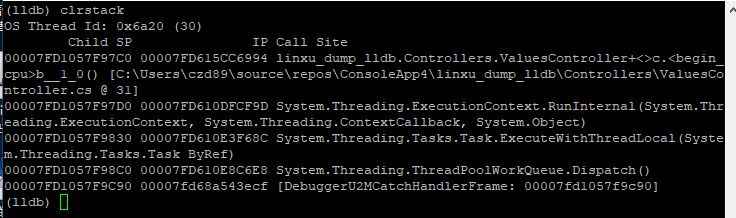 (lldb) clrstack
OS Thread Id: 0x6a20 (30)
        Child SP               IP Call Site
00007FD1057F97C0 00007FD615CC6994 linxu_dump_lldb.Controllers.ValuesController+<>c.<begin_
cpu>b__1_0() [C:\Users\czd89\source\repos\ConsoleApp4\linxu_dump_lldb\Controllers\ValuesCo
ntroller.cs @ 31]
00007FD1057F97D0 00007FD610DFCF9D System.Threading.ExecutionContext.RunInternal(System.Thr
eading.ExecutionContext, System.Threading.ContextCallback, System.Object)
00007FD1057F9830 00007FD610E3F68C System.Threading.Tasks.Task.ExecuteWithThreadLocal(Syste
m.Threading.Tasks.Task ByRef)
00007FD1057F98C0 00007FD610E8C6E8 System.Threading.ThreadPoolWorkQueue.Dispatch()
00007FD1057F9C90 00007fd68a543ecf [DebuggerU2MCatchHandlerFrame: 00007fd1057f9c90]
(lldb)